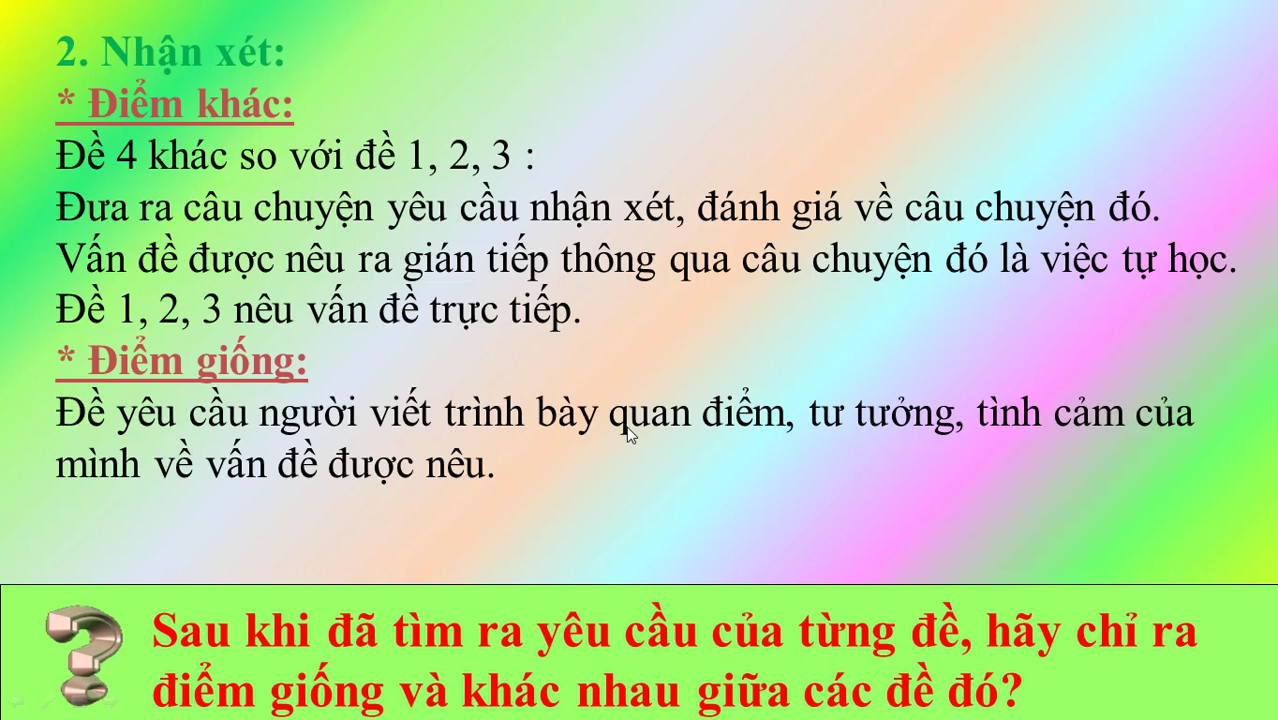 2. Nhận xét:
* Điểm khác:
Đề 4 khác so với đề 1, 2, 3 :
Đưa ra câu chuyện yêu cầu nhận xét, đánh giá về câu chuyện đó.
Vấn đề được nêu ra gián tiếp thông qua câu chuyện đó là việc tự học.
Đề 1, 2, 3 nêu vấn đề trực tiếp.
* Điểm giống:
Đề yêu cầu người viết trình bày quan điểm, tư tưởng, tình cảm của
mình về vấn đề được nêu.
Sau khi đã tìm ra yêu cầu của từng đề, hãy chỉ ra
điểm giống và khác nhau giữa các đề đó?